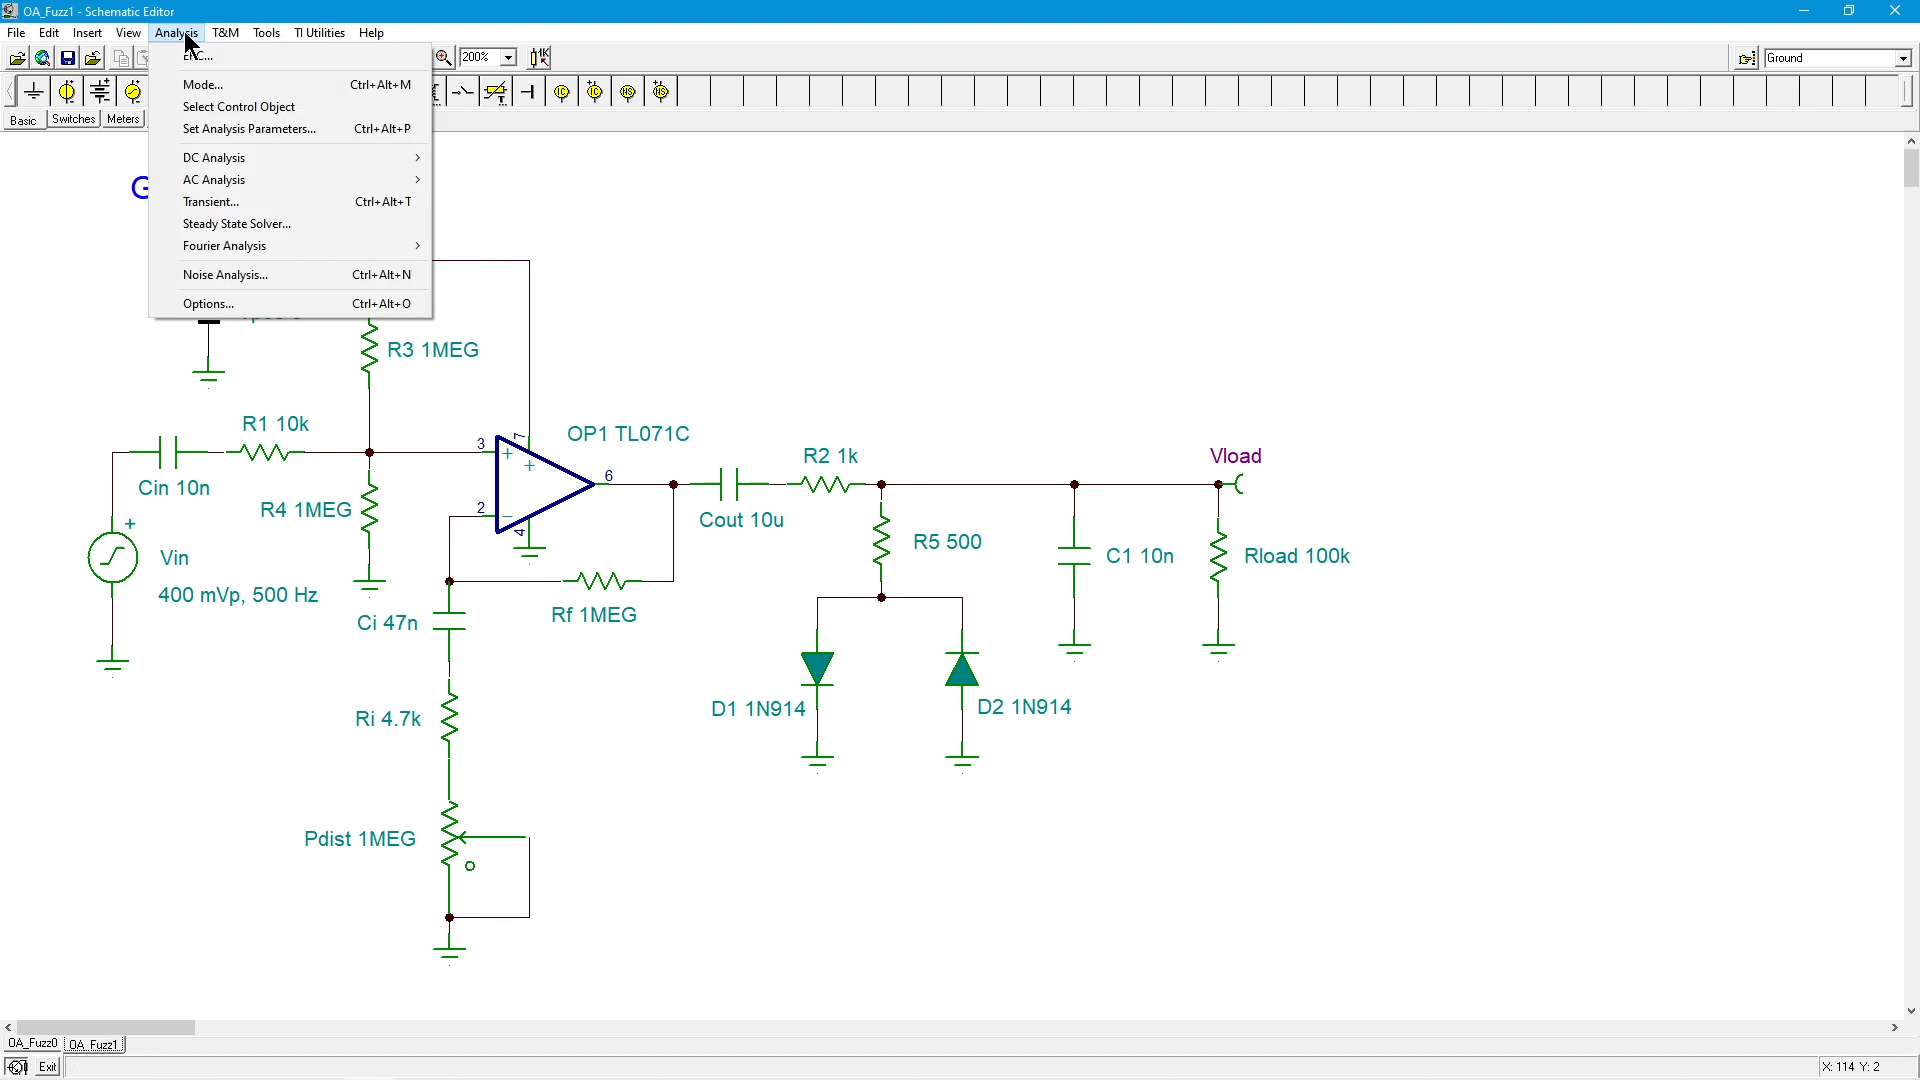 OA_Fuzz1 - Schematic Editor
File Edit Insert View Analysis T&M Tools TI Utilities Help
200%
Ground
Basic Switches Meters
Mode... Ctrl+Alt+M
Select Control Object
Set Analysis Parameters... Ctrl+Alt+P
DC Analysis
AC Analysis
Transient... Ctrl+Alt+T
Steady State Solver...
Fourier Analysis
Noise Analysis... Ctrl+Alt+N
Options... Ctrl+Alt+O
G
R3 1MEG
R1 10k
Cin 10n
R4 1MEG
3
7
+
+
2
-
4
6
OP1 TL071C
R2 1k
Vload
Cout 10u
R5 500
C1 10n
Rload 100k
+
Vin
400 mVp, 500 Hz
Ci 47n
Rf 1MEG
Ri 4.7k
D1 1N914
D2 1N914
Pdist 1MEG
OA_Fuzz0 OA_Fuzz1
Exit
X: 114 Y: 2